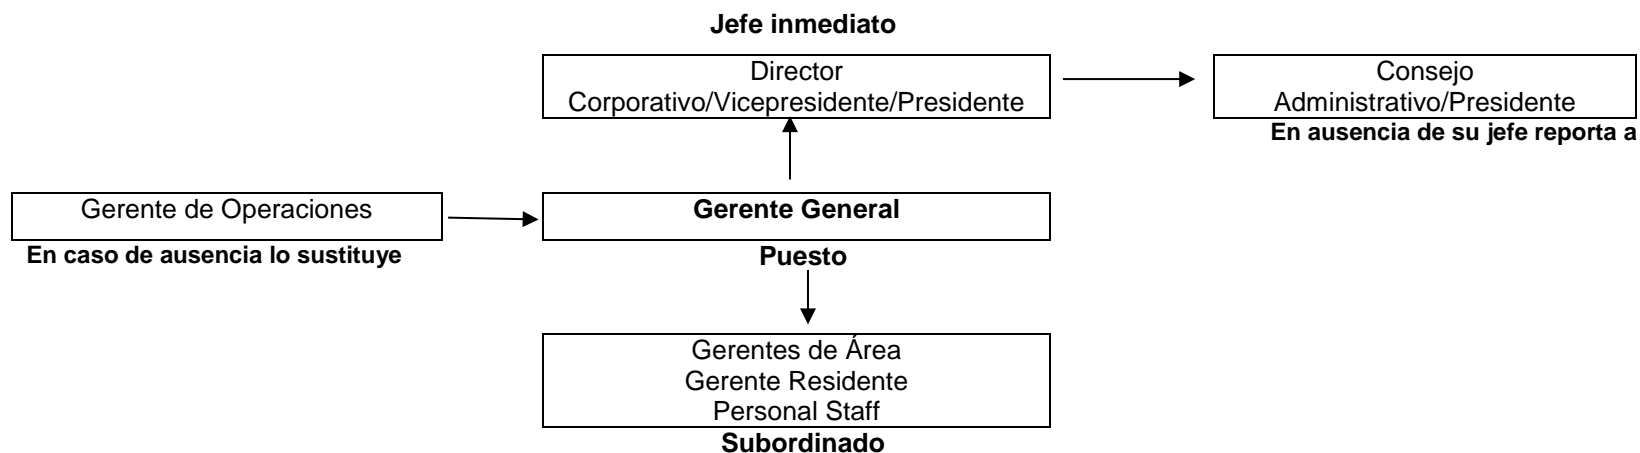 Jefe inmediato
Director
Corporativo/Vicepresidente/Presidente
Consejo
Administrativo/Presidente
En ausencia de su jefe reporta a
Gerente de Operaciones
En caso de ausencia lo sustituye
Gerente General
Puesto
Gerentes de Área
Gerente Residente
Personal Staff
Subordinado